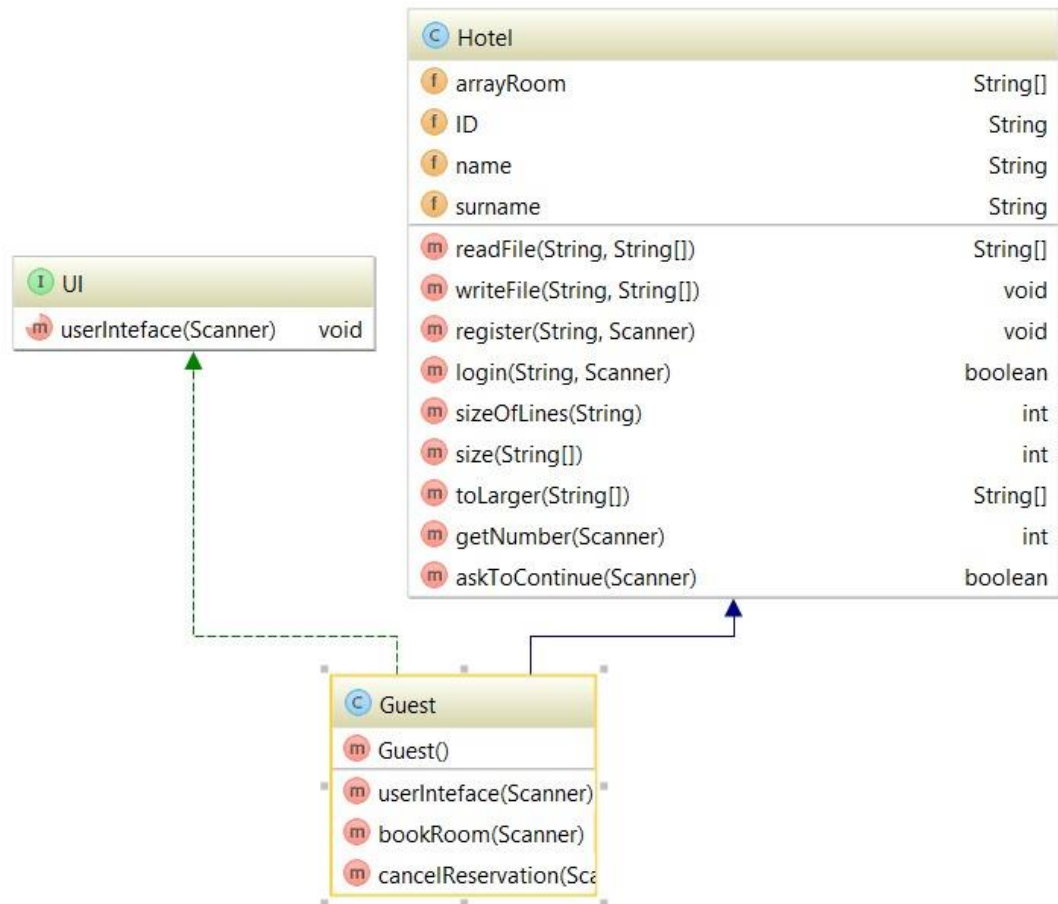 Hotel
arrayRoom String[]
ID String
name String
surname String
readFile(String, String[]) String[]
writeFile(String, String[]) void
register(String, Scanner) void
login(String, Scanner) boolean
sizeOfLines(String) int
size(String[]) int
toLarger(String[]) String[]
getNumber(Scanner) int
askToContinue(Scanner) boolean
UI
userInteface(Scanner) void
Guest
Guest()
userInteface(Scanner)
bookRoom(Scanner)
cancelReservation(Sca